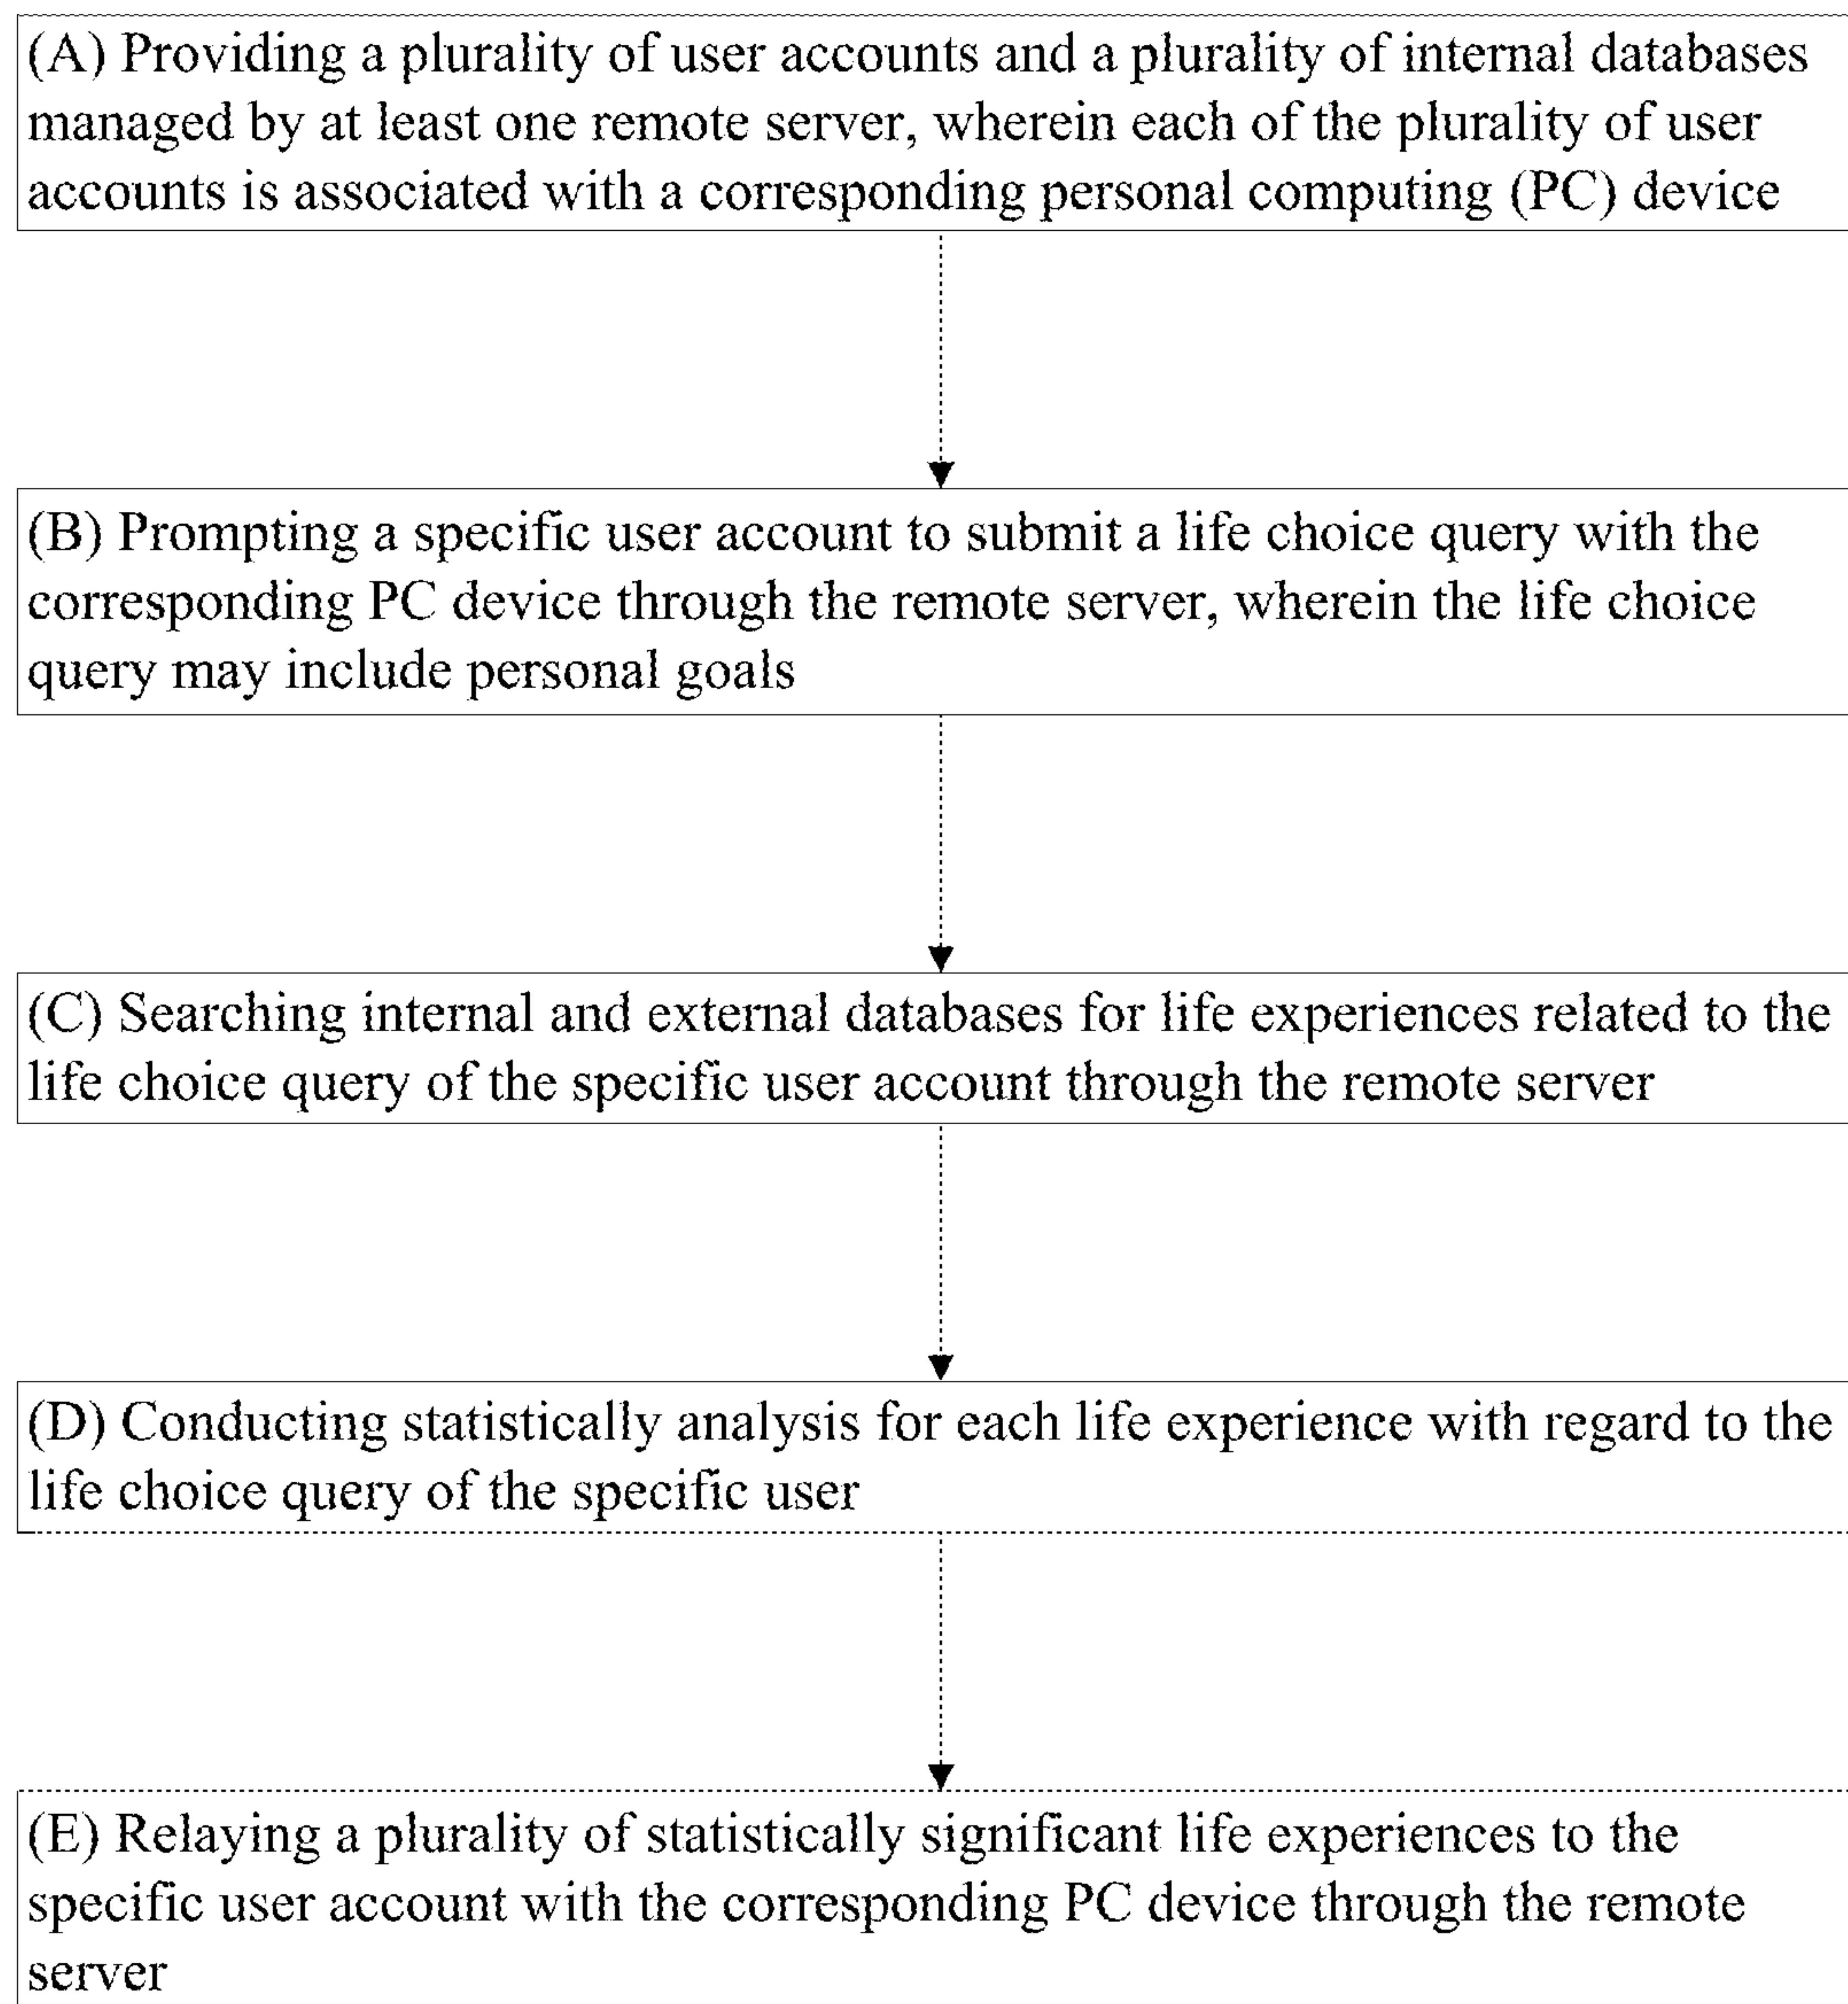 (A) Providing a plurality of user accounts and a plurality of internal databases
managed by at least one remote server, wherein each of the plurality of user
accounts is associated with a corresponding personal computing (PC) device
(B) Prompting a specific user account to submit a life choice query with the
corresponding PC device through the remote server, wherein the life choice
query may include personal goals
(C) Searching internal and external databases for life experiences related to the
life choice query of the specific user account through the remote server
(D) Conducting statistically analysis for each life experience with regard to the
life choice query of the specific user
(E) Relaying a plurality of statistically significant life experiences to the
specific user account with the corresponding PC device through the remote
server